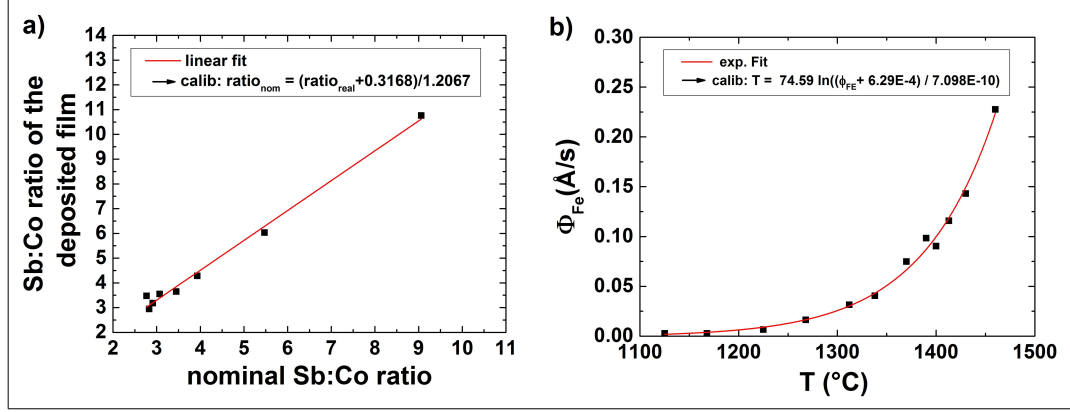 a)
Sb:Co ratio of the
deposited film
14
13
12
11
10
9
8
7
6
5
4
3
2
linear fit
calib: ratio_nom = (ratio_real+0.3168)/1.2067
2 3 4 5 6 7 8 9 10 11
nominal Sb:Co ratio
b)
Φ_Fe(Å/s)
0.30
0.25
0.20
0.15
0.10
0.05
0.00
exp. Fit
calib: T = 74.59 ln((ϕ_FE+ 6.29E-4) / 7.098E-10)
1100 1200 1300 1400 1500
T (°C)